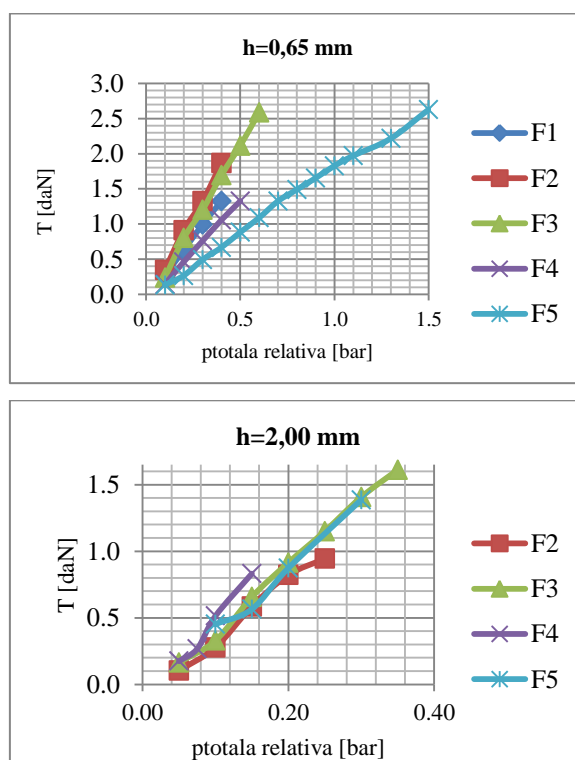 h=0,65 mm
3.0
2.5
2.0
1.5
1.0
0.5
0.0
T [daN]
0.0 0.5 1.0 1.5
ptotala relativa [bar]
F1
F2
F3
F4
F5
h=2,00 mm
1.5
1.0
0.5
0.0
T [daN]
0.00 0.20 0.40
ptotala relativa [bar]
F2
F3
F4
F5